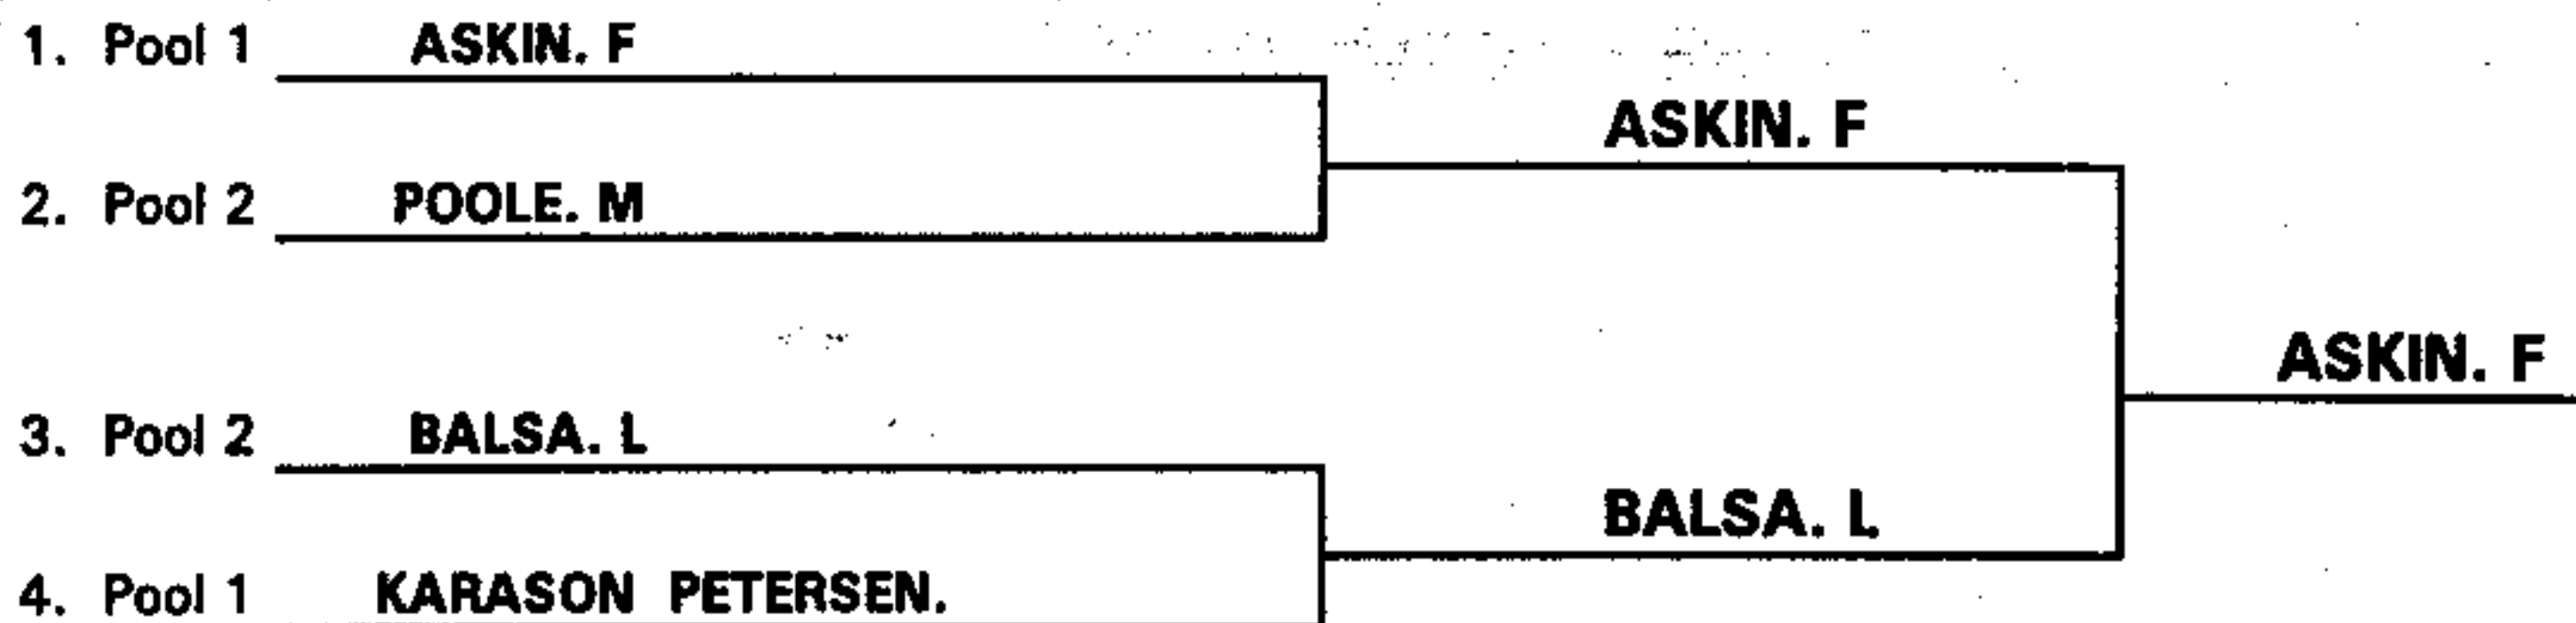 1. Pool 1 ASKIN. F
ASKIN. F
2. Pool 2 POOLE. M
ASKIN. F
3. Pool 2 BALSA. L
BALSA. L
4. Pool 1 KARASON PETERSEN.